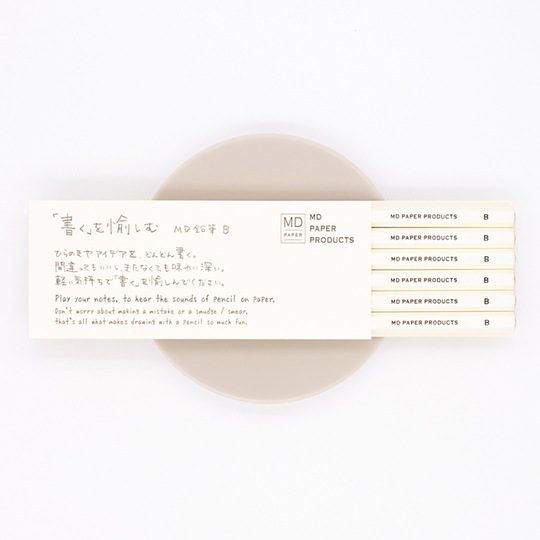 「書く」を愉しむ MD鉛筆 B
ひらめきやアイデアを、どんどん書く。
間違ってもいいし、きたなくても味わい深い。
軽い気持ちで「書く」を愉しんでください。
Play your notes, to hear the sounds of pencil on paper.
Don't worry about making a mistake or a smudge / smear,
that's all what makes drawing with a pencil so much fun.
MD
PAPER
MD
PAPER
PRODUCTS
MD PAPER PRODUCTS B
MD PAPER PRODUCTS B
MD PAPER PRODUCTS B
MD PAPER PRODUCTS B
MD PAPER PRODUCTS B
MD PAPER PRODUCTS B